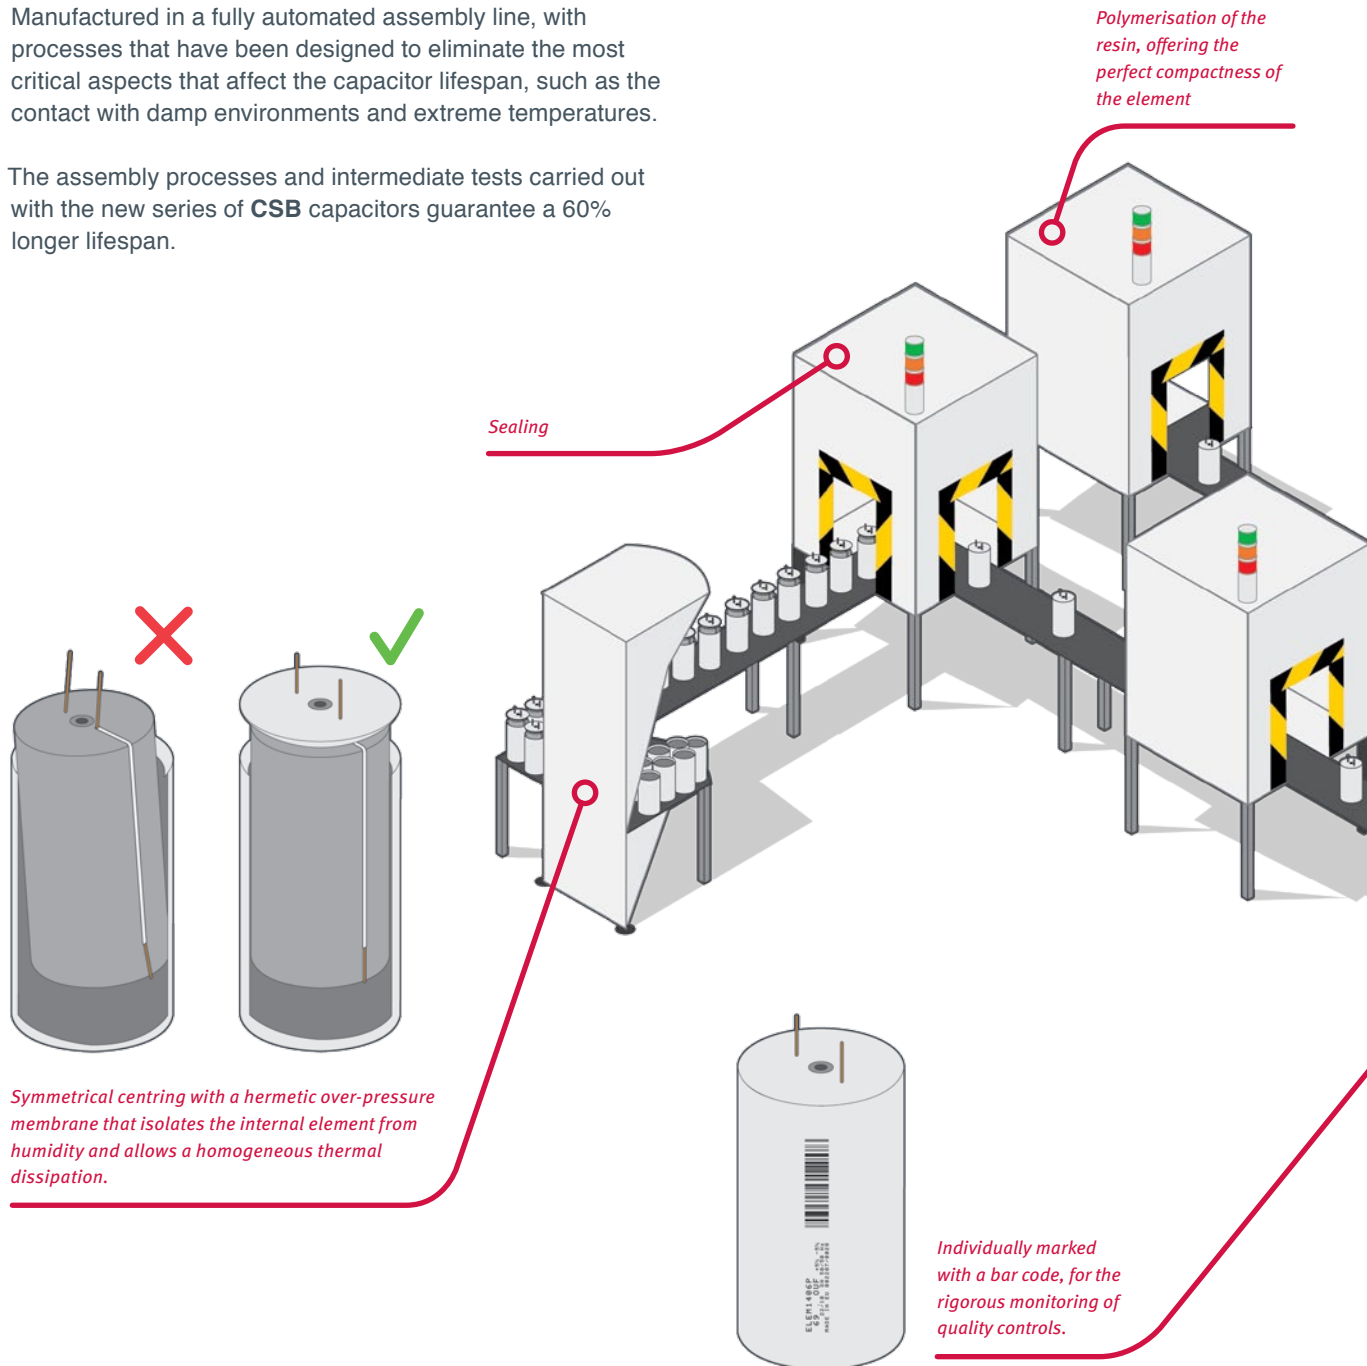 Manufactured in a fully automated assembly line, with
processes that have been designed to eliminate the most
critical aspects that affect the capacitor lifespan, such as the
contact with damp environments and extreme temperatures.
The assembly processes and intermediate tests carried out
with the new series of CSB capacitors guarantee a 60%
longer lifespan.
Polymerisation of the
resin, offering the
perfect compactness of
the element
Sealing
Symmetrical centring with a hermetic over-pressure
membrane that isolates the internal element from
humidity and allows a homogeneous thermal
dissipation.
ELEM1406P
Individually marked
with a bar code, for the
rigorous monitoring of
quality controls.